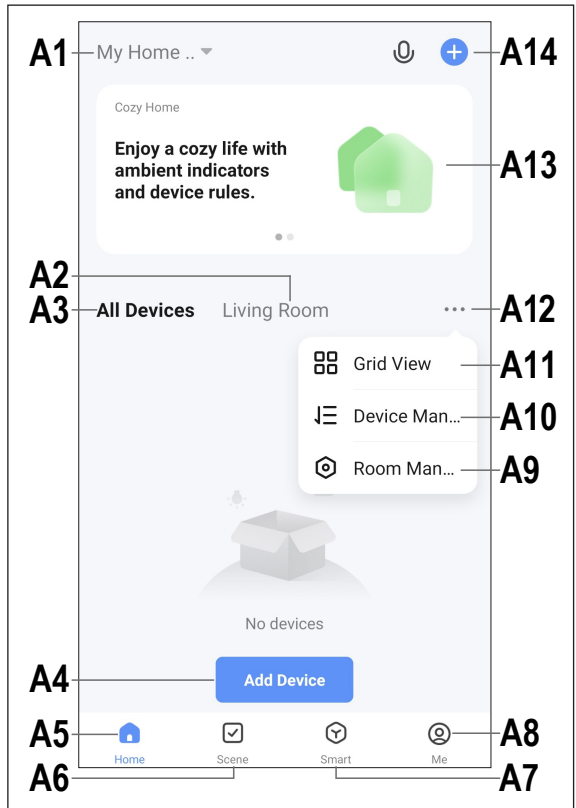 A1
My Home ..
A14
Cozy Home
Enjoy a cozy life with
ambient indicators
and device rules.
A13
A2
A3
All Devices
Living Room
A12
Grid View
A11
Device Man...
A10
Room Man...
A9
No devices
A4
Add Device
A5
A8
Home
Scene
Smart
Me
A6
A7